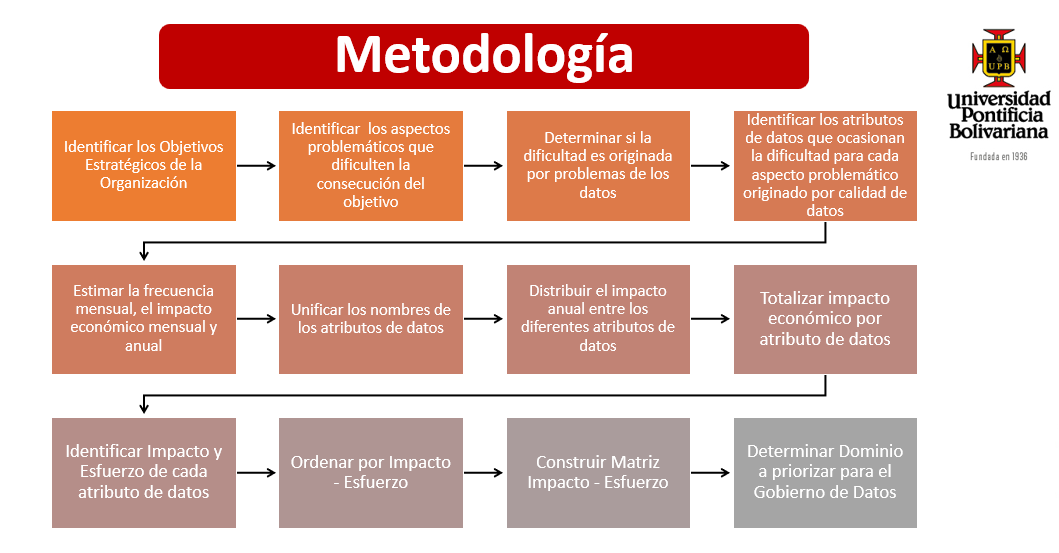 Metodología
Α Ω
UPB
Universidad
Pontificia
Bolivariana
Fundada en 1936
Identificar los Objetivos
Estratégicos de la
Organización
Identificar los aspectos
problemáticos que
dificulten la
consecución del
objetivo
Determinar si la
dificultad es originada
por problemas de los
datos
Identificar los atributos
de datos que ocasionan
la dificultad para cada
aspecto problemático
originado por calidad de
datos
Estimar la frecuencia
mensual, el impacto
económico mensual y
anual
Unificar los nombres de
los atributos de datos
Distribuir el impacto
anual entre los
diferentes atributos de
datos
Totalizar impacto
económico por
atributo de datos
Identificar Impacto y
Esfuerzo de cada
atributo de datos
Ordenar por Impacto
- Esfuerzo
Construir Matriz
Impacto - Esfuerzo
Determinar Dominio
a priorizar para el
Gobierno de Datos